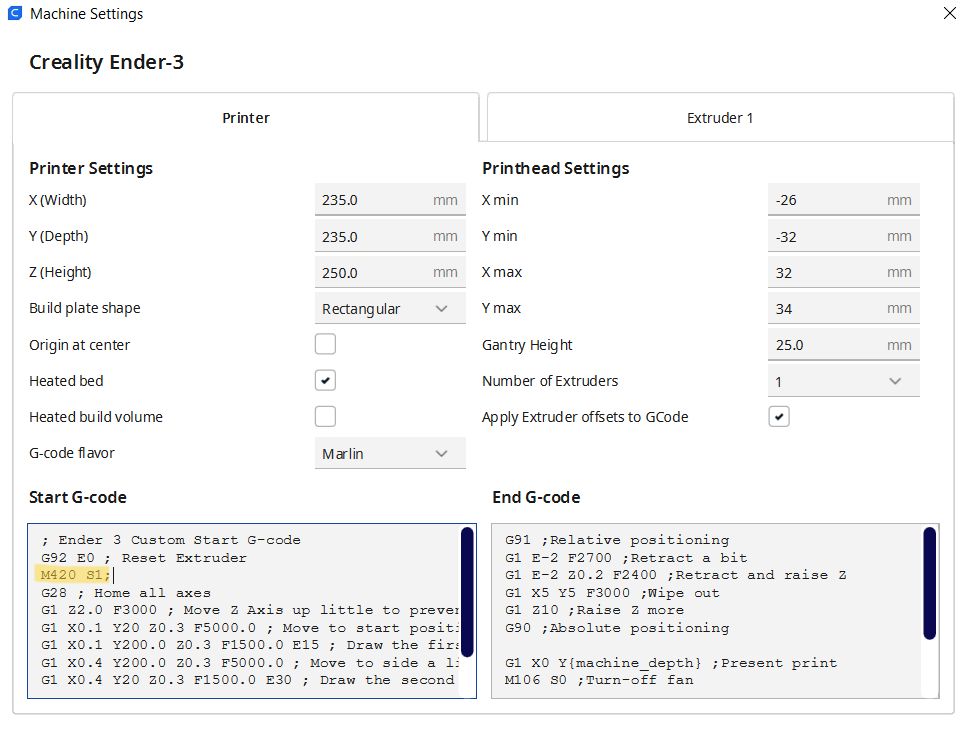 Machine Settings
Creality Ender-3
Printer
Extruder 1
Printer Settings
X (Width) 235.0 mm
Y (Depth) 235.0 mm
Z (Height) 250.0 mm
Build plate shape Rectangular
Origin at center
Heated bed
Heated build volume
G-code flavor Marlin
Printhead Settings
X min -26 mm
Y min -32 mm
X max 32 mm
Y max 34 mm
Gantry Height 25.0 mm
Number of Extruders 1
Apply Extruder offsets to GCode
Start G-code
; Ender 3 Custom Start G-code
G92 E0 ; Reset Extruder
M420 S1;
G28 ; Home all axes
G1 Z2.0 F3000 ; Move Z Axis up little to prever
G1 X0.1 Y20 Z0.3 F5000.0 ; Move to start positi
G1 X0.1 Y200.0 Z0.3 F1500.0 E15 ; Draw the firs
G1 X0.4 Y200.0 Z0.3 F5000.0 ; Move to side a li
G1 X0.4 Y20 Z0.3 F1500.0 E30 ; Draw the second
End G-code
G91 ;Relative positioning
G1 E-2 F2700 ;Retract a bit
G1 E-2 Z0.2 F2400 ;Retract and raise Z
G1 X5 Y5 F3000 ;Wipe out
G1 Z10 ;Raise Z more
G90 ;Absolute positioning
G1 X0 Y{machine_depth} ;Present print
M106 S0 ;Turn-off fan